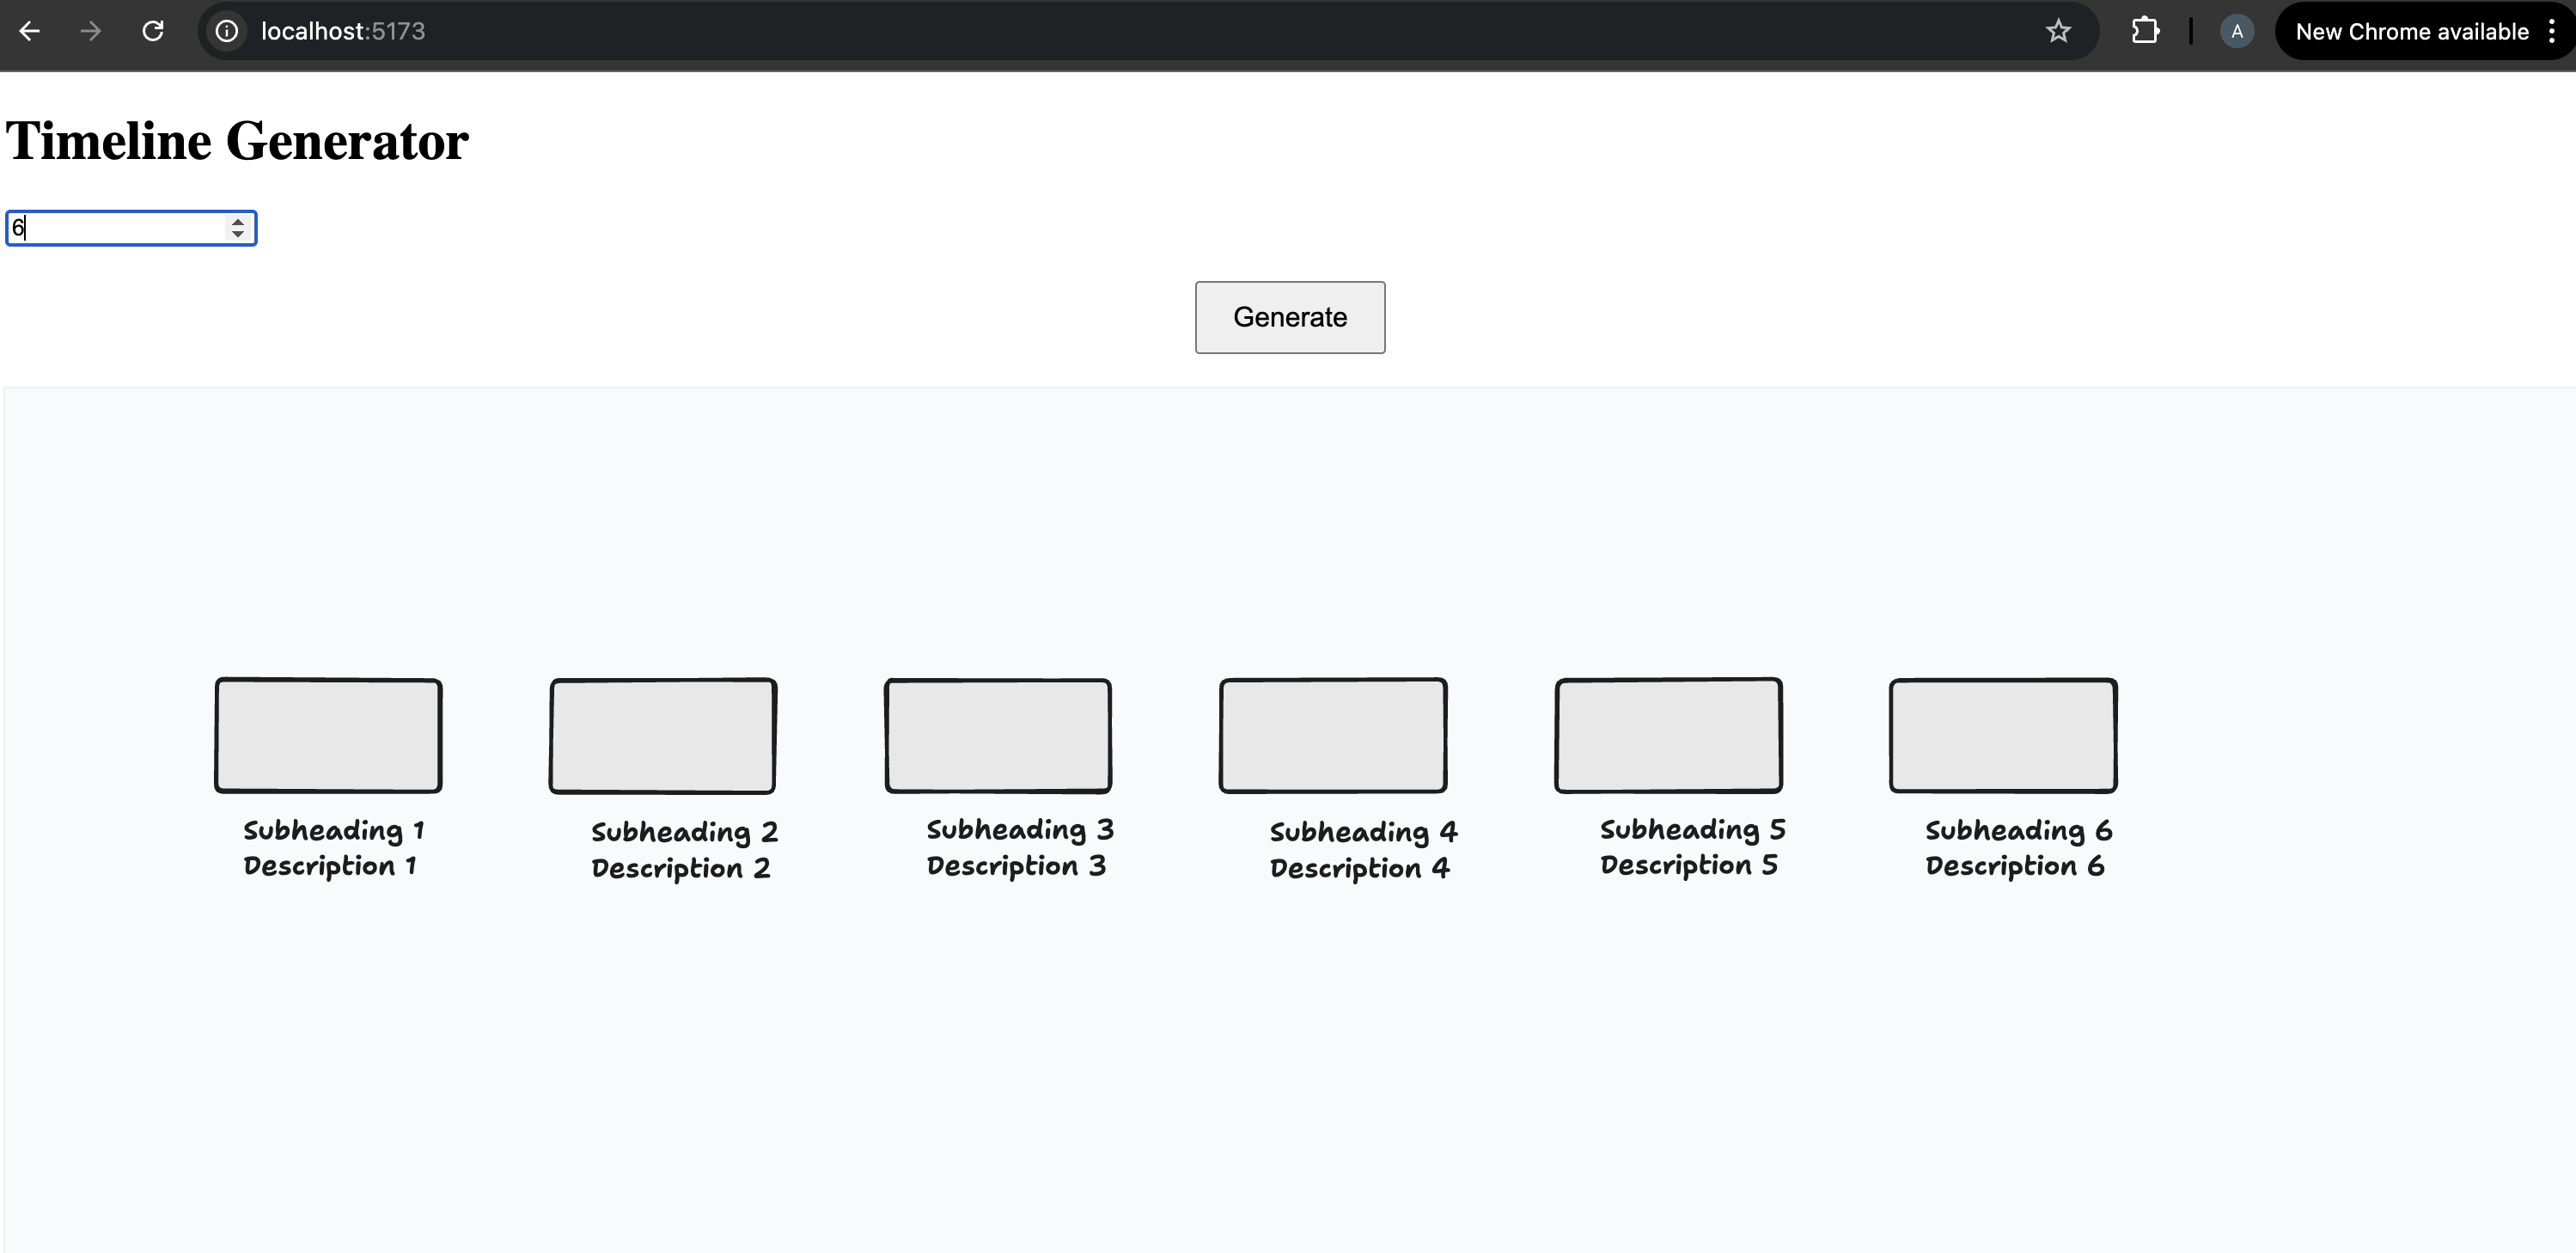 localhost:5173
A
New Chrome available
Timeline Generator
6
Generate
Subheading 1
Description 1
Subheading 2
Description 2
Subheading 3
Description 3
Subheading 4
Description 4
Subheading 5
Description 5
Subheading 6
Description 6